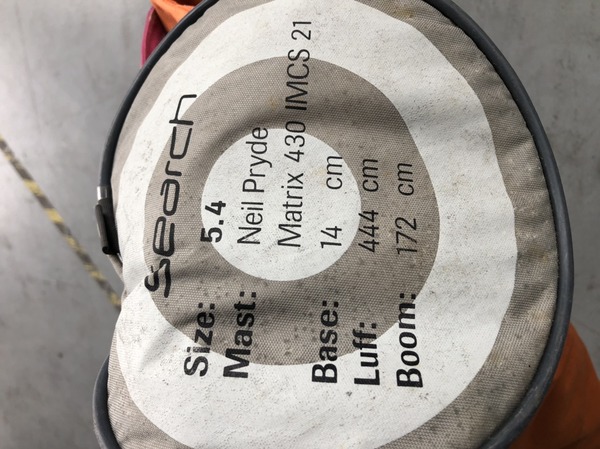 Search
Size: 5.4
Mast: Neil Pryde
Matrix 430 IMCS 21
Base: 14 cm
Luff: 444 cm
Boom: 172 cm